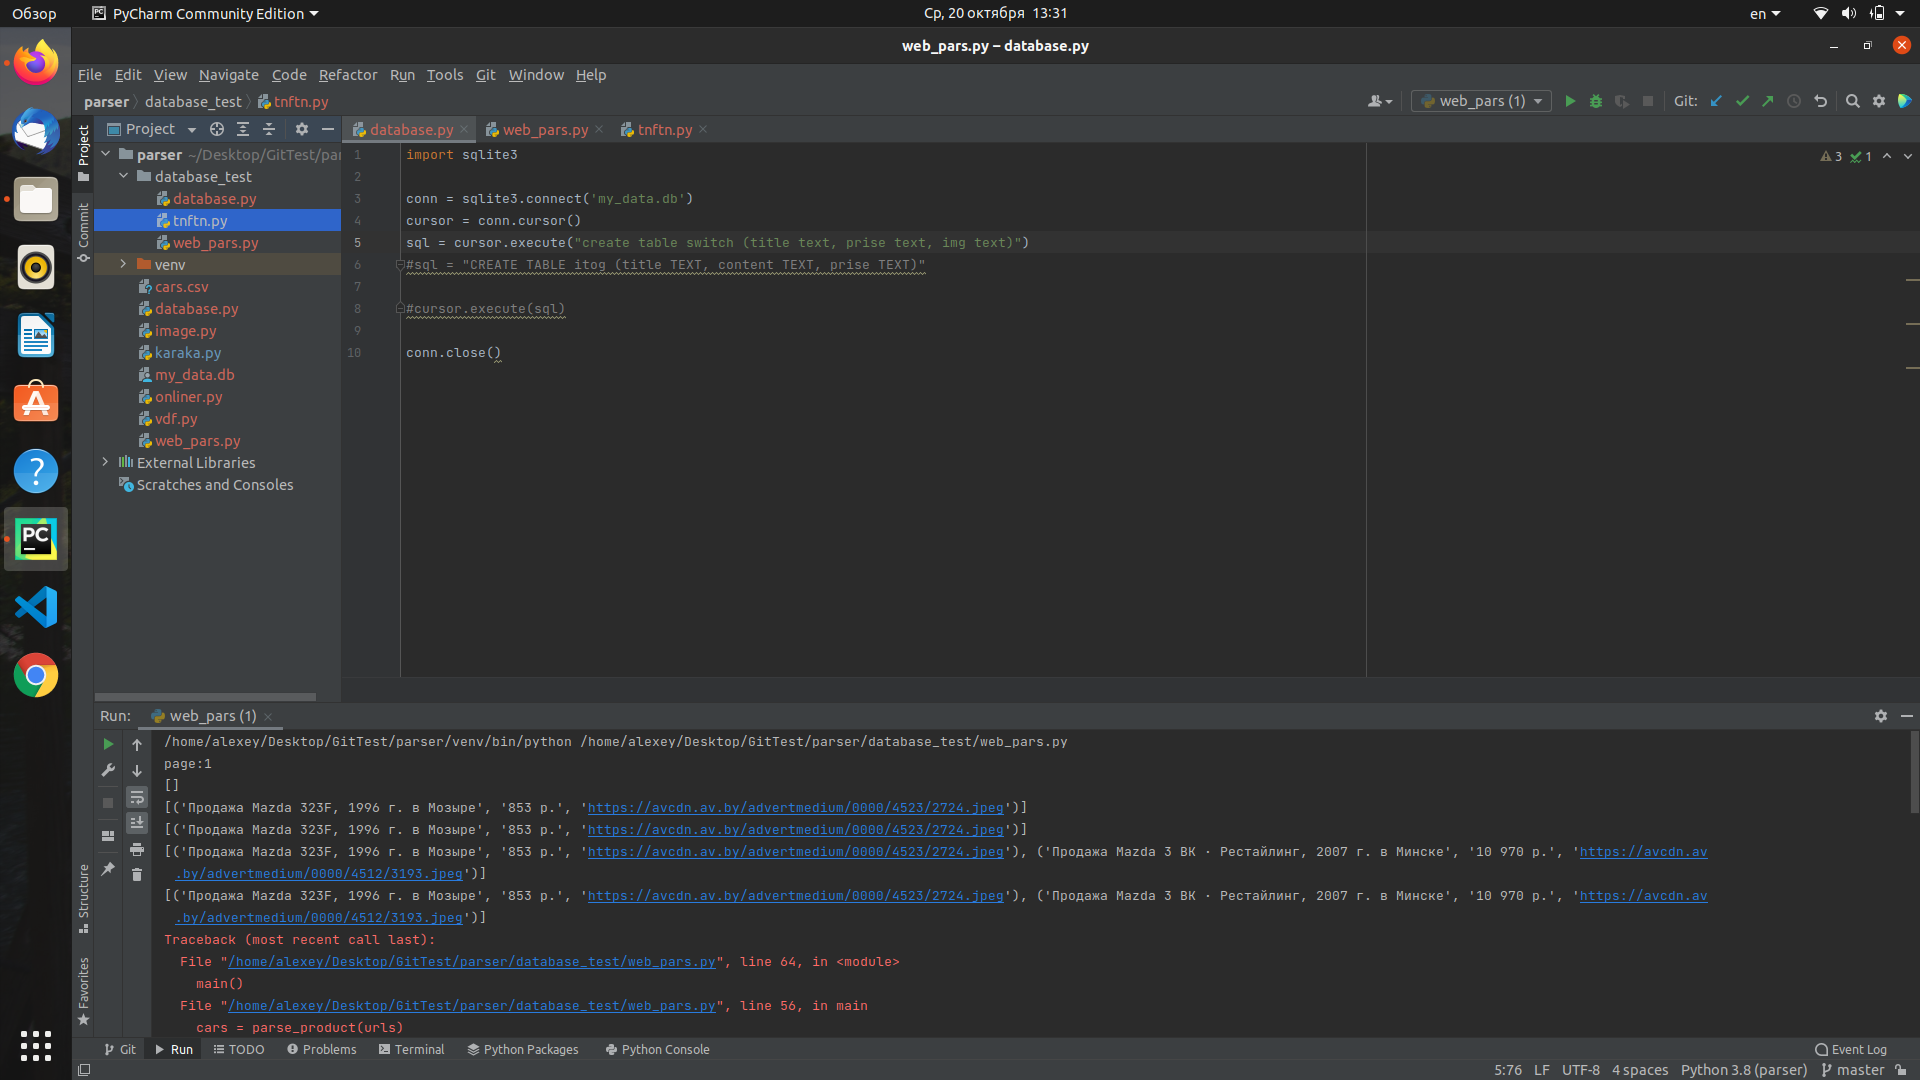 Обзор
PyCharm Community Edition
Ср, 20 октября 13:31
en
web_pars.py – database.py
File Edit View Navigate Code Refactor Run Tools Git Window Help
parser database_test tnftn.py
web_pars (1)
Git:
Project
database.py
web_pars.py
tnftn.py
Project
Commit
Structure
Favorites
parser ~/Desktop/GitTest/par
database_test
database.py
tnftn.py
web_pars.py
venv
cars.csv
database.py
image.py
karaka.py
my_data.db
onliner.py
vdf.py
web_pars.py
External Libraries
Scratches and Consoles
3 1
1 import sqlite3
2
3 conn = sqlite3.connect('my_data.db')
4 cursor = conn.cursor()
5 sql = cursor.execute("create table switch (title text, prise text, img text)")
6 #sql = "CREATE TABLE itog (title TEXT, content TEXT, prise TEXT)"
7
8 #cursor.execute(sql)
9
10 conn.close()
Run: web_pars (1)
/home/alexey/Desktop/GitTest/parser/venv/bin/python /home/alexey/Desktop/GitTest/parser/database_test/web_pars.py
page:1
[]
[('Продажа Mazda 323F, 1996 г. в Мозыре', '853 р.', 'https://avcdn.av.by/advertmedium/0000/4523/2724.jpeg')]
[('Продажа Mazda 323F, 1996 г. в Мозыре', '853 р.', 'https://avcdn.av.by/advertmedium/0000/4523/2724.jpeg')]
[('Продажа Mazda 323F, 1996 г. в Мозыре', '853 р.', 'https://avcdn.av.by/advertmedium/0000/4523/2724.jpeg'), ('Продажа Mazda 3 BK · Рестайлинг, 2007 г. в Минске', '10 970 р.', 'https://avcdn.av
.by/advertmedium/0000/4512/3193.jpeg')]
[('Продажа Mazda 323F, 1996 г. в Мозыре', '853 р.', 'https://avcdn.av.by/advertmedium/0000/4523/2724.jpeg'), ('Продажа Mazda 3 BK · Рестайлинг, 2007 г. в Минске', '10 970 р.', 'https://avcdn.av
.by/advertmedium/0000/4512/3193.jpeg')]
Traceback (most recent call last):
File "/home/alexey/Desktop/GitTest/parser/database_test/web_pars.py", line 64, in <module>
main()
File "/home/alexey/Desktop/GitTest/parser/database_test/web_pars.py", line 56, in main
cars = parse_product(urls)
Git Run TODO Problems Terminal Python Packages Python Console
Event Log
5:76 LF UTF-8 4 spaces Python 3.8 (parser) master